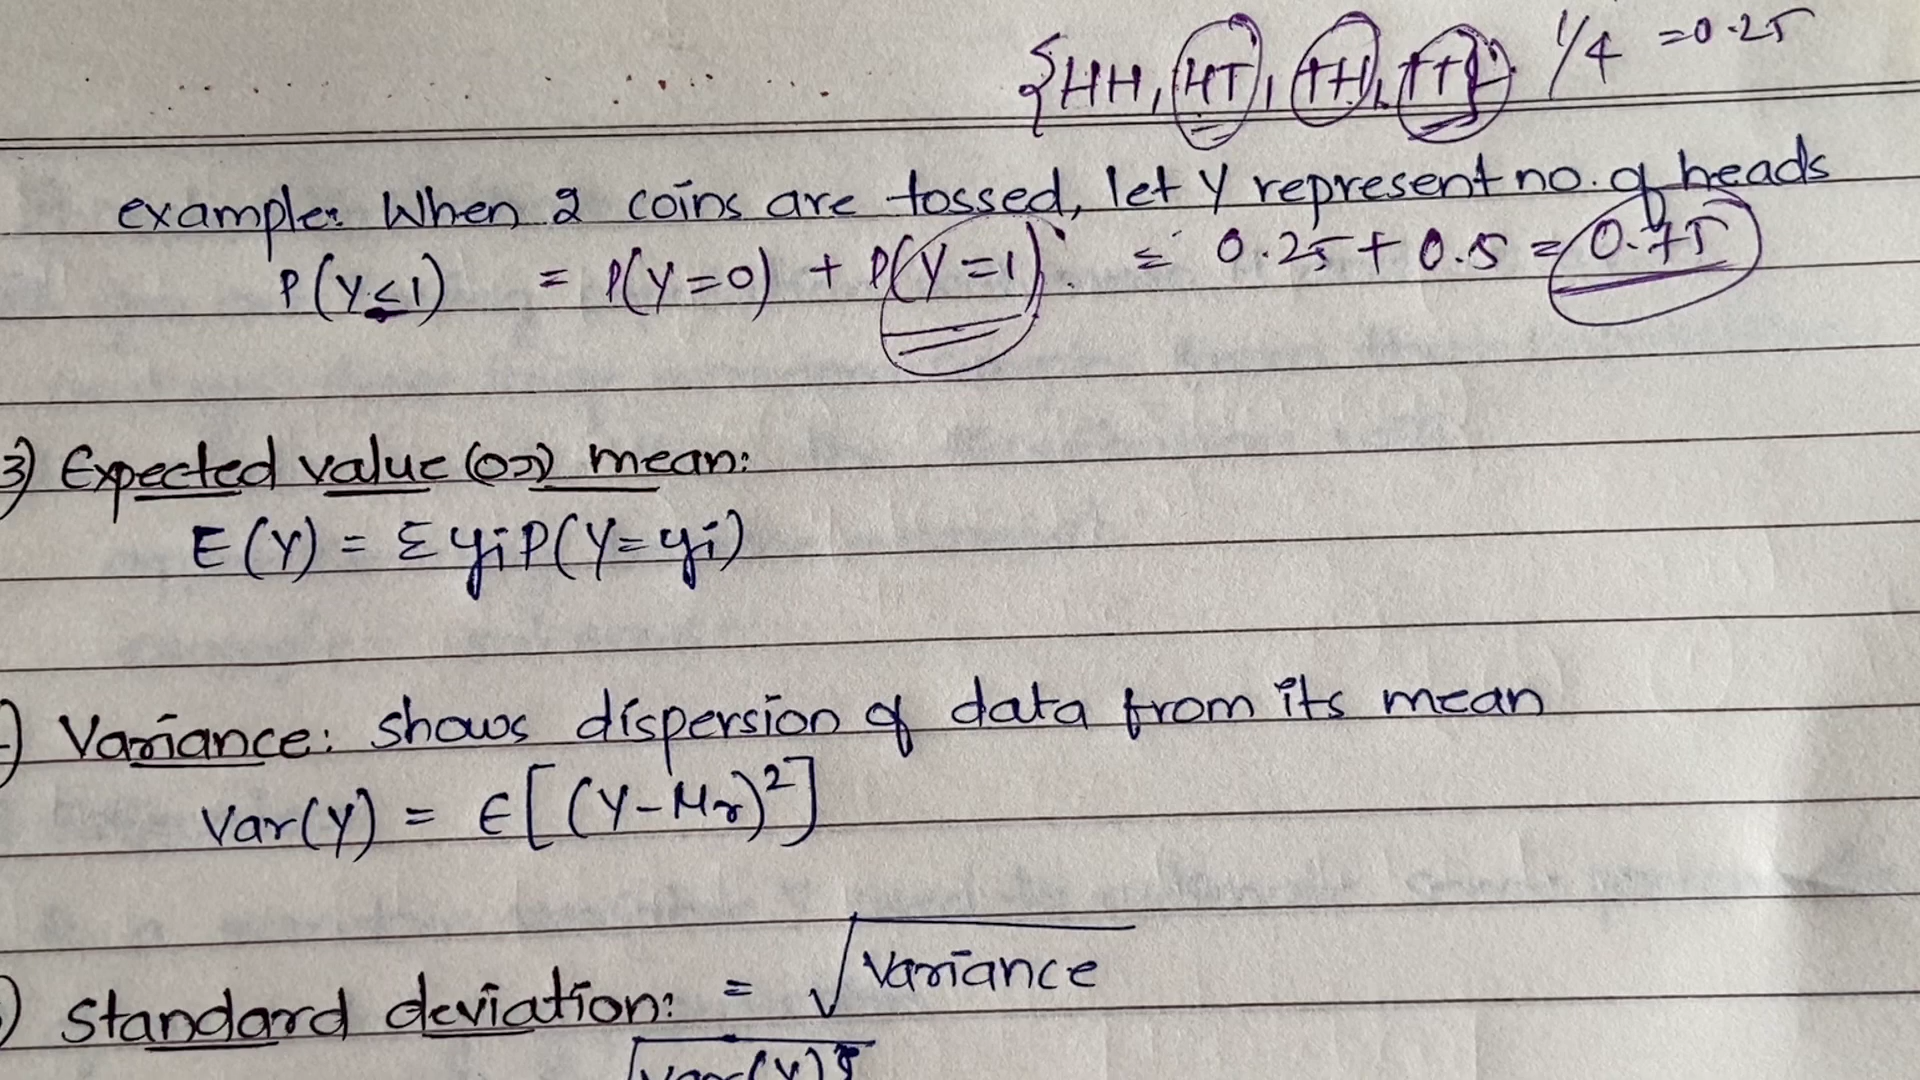 {HH, HT, TH, TT} 1/4 =0.25
example: When 2 coins are tossed, let Y represent no. of heads
P(Y≤1) = P(Y=0) + P(Y=1) = 0.25+0.5 = 0.75
3) Expected value (or) mean:
E(Y) = Σ yi P(Y=yi)
) Variance: shows dispersion of data from its mean
Var(Y) = E[(Y-μr)²]
) Standard deviation: = √Variance
√var(Y)